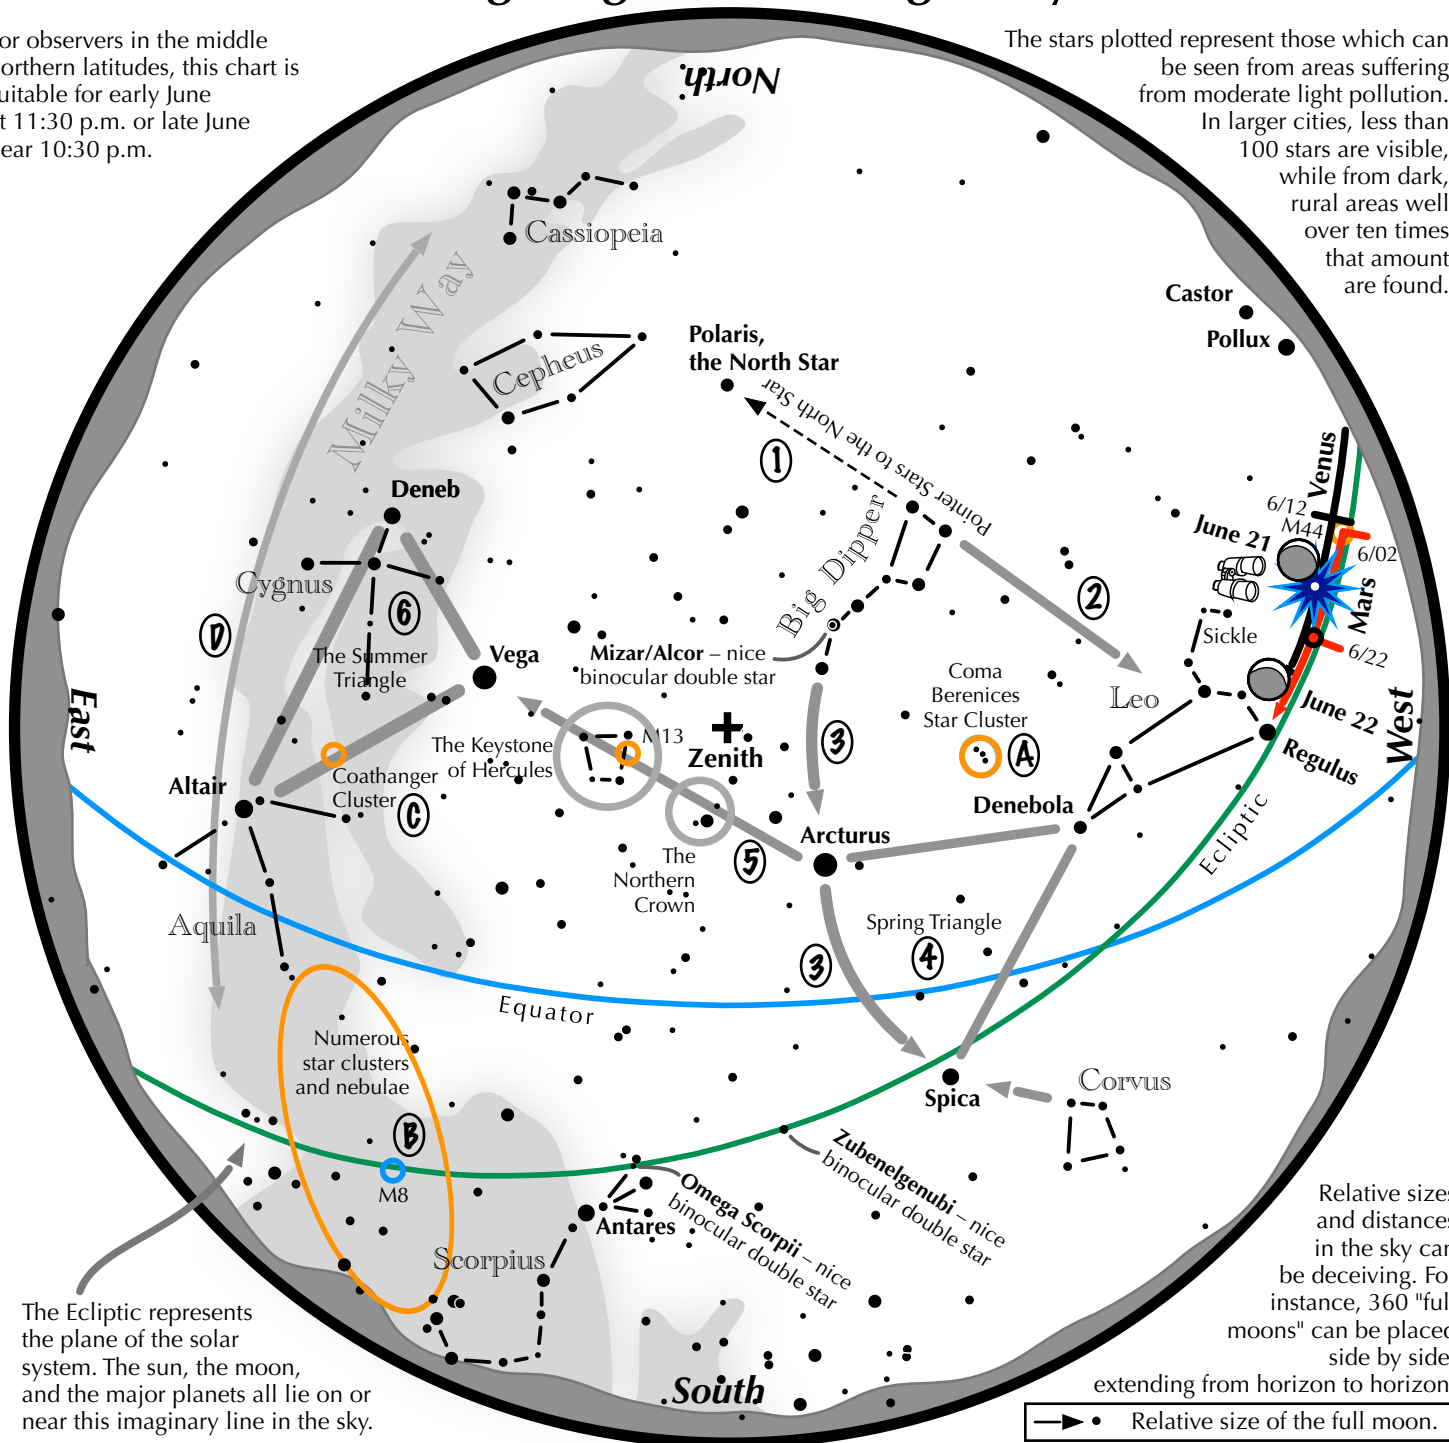 or observers in the middle
orthern latitudes, this chart is
uitable for early June
t 11:30 p.m. or late June
ear 10:30 p.m.
The stars plotted represent those which can
be seen from areas suffering
from moderate light pollution.
In larger cities, less than
100 stars are visible,
while from dark,
rural areas well
over ten times
that amount
are found.
North
Cassiopeia
Milky Way
Cepheus
Castor
Pollux
Polaris,
the North Star
Pointer Stars to the North Star
1
Deneb
Cygnus
6
D
The Summer
Triangle
Vega
Big Dipper
Mizar/Alcor – nice
binocular double star
2
Venus
6/12
M44
June 21
6/02
Mars
6/22
Sickle
Leo
June 22
Regulus
West
East
Coma
Berenices
Star Cluster
A
3
Zenith
M13
The Keystone
of Hercules
Altair
Coathanger
Cluster
C
Denebola
Arcturus
5
The
Northern
Crown
Ecliptic
Aquila
Spring Triangle
4
3
Equator
Numerous
star clusters
and nebulae
B
M8
Spica
Corvus
Zubenelgenubi – nice
binocular double star
Omega Scorpii – nice
binocular double star
Antares
Scorpius
South
The Ecliptic represents
the plane of the solar
system. The sun, the moon,
and the major planets all lie on or
near this imaginary line in the sky.
Relative sizes
and distances
in the sky can
be deceiving. Fo
instance, 360 "full
moons" can be placed
side by side
extending from horizon to horizon
Relative size of the full moon.